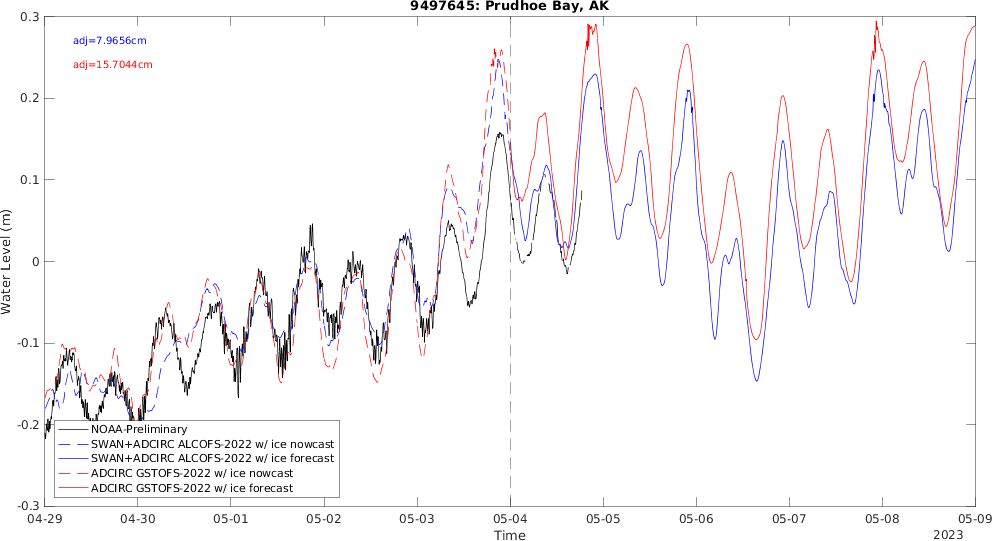 9497645: Prudhoe Bay, AK
adj=7.9656cm
adj=15.7044cm
Water Level (m)
0.3
0.2
0.1
0
-0.1
-0.2
-0.3
NOAA-Preliminary
SWAN+ADCIRC ALCOFS-2022 w/ ice nowcast
SWAN+ADCIRC ALCOFS-2022 w/ ice forecast
ADCIRC GSTOFS-2022 w/ ice nowcast
ADCIRC GSTOFS-2022 w/ ice forecast
04-29 04-30 05-01 05-02 05-03 05-04 05-05 05-06 05-07 05-08 05-09
Time
2023